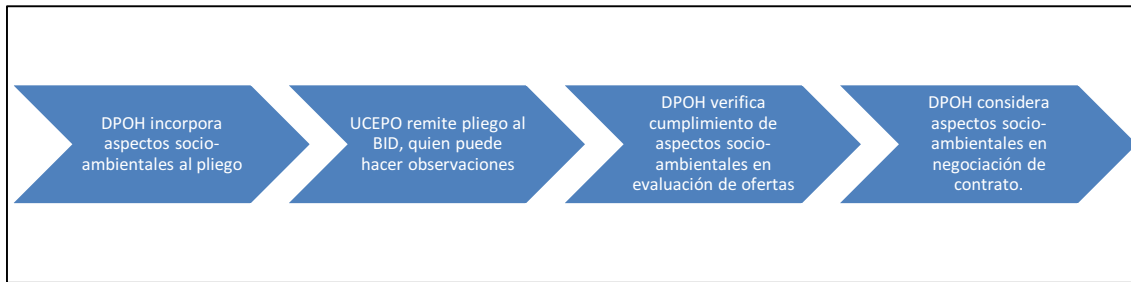 DPOH incorpora
aspectos socio-
ambientales al pliego
UCEPO remite pliego al
BID, quien puede
hacer observaciones
DPOH verifica
cumplimiento de
aspectos socio-
ambientales en
evaluación de ofertas
DPOH considera
aspectos socio-
ambientales en
negociación de
contrato.